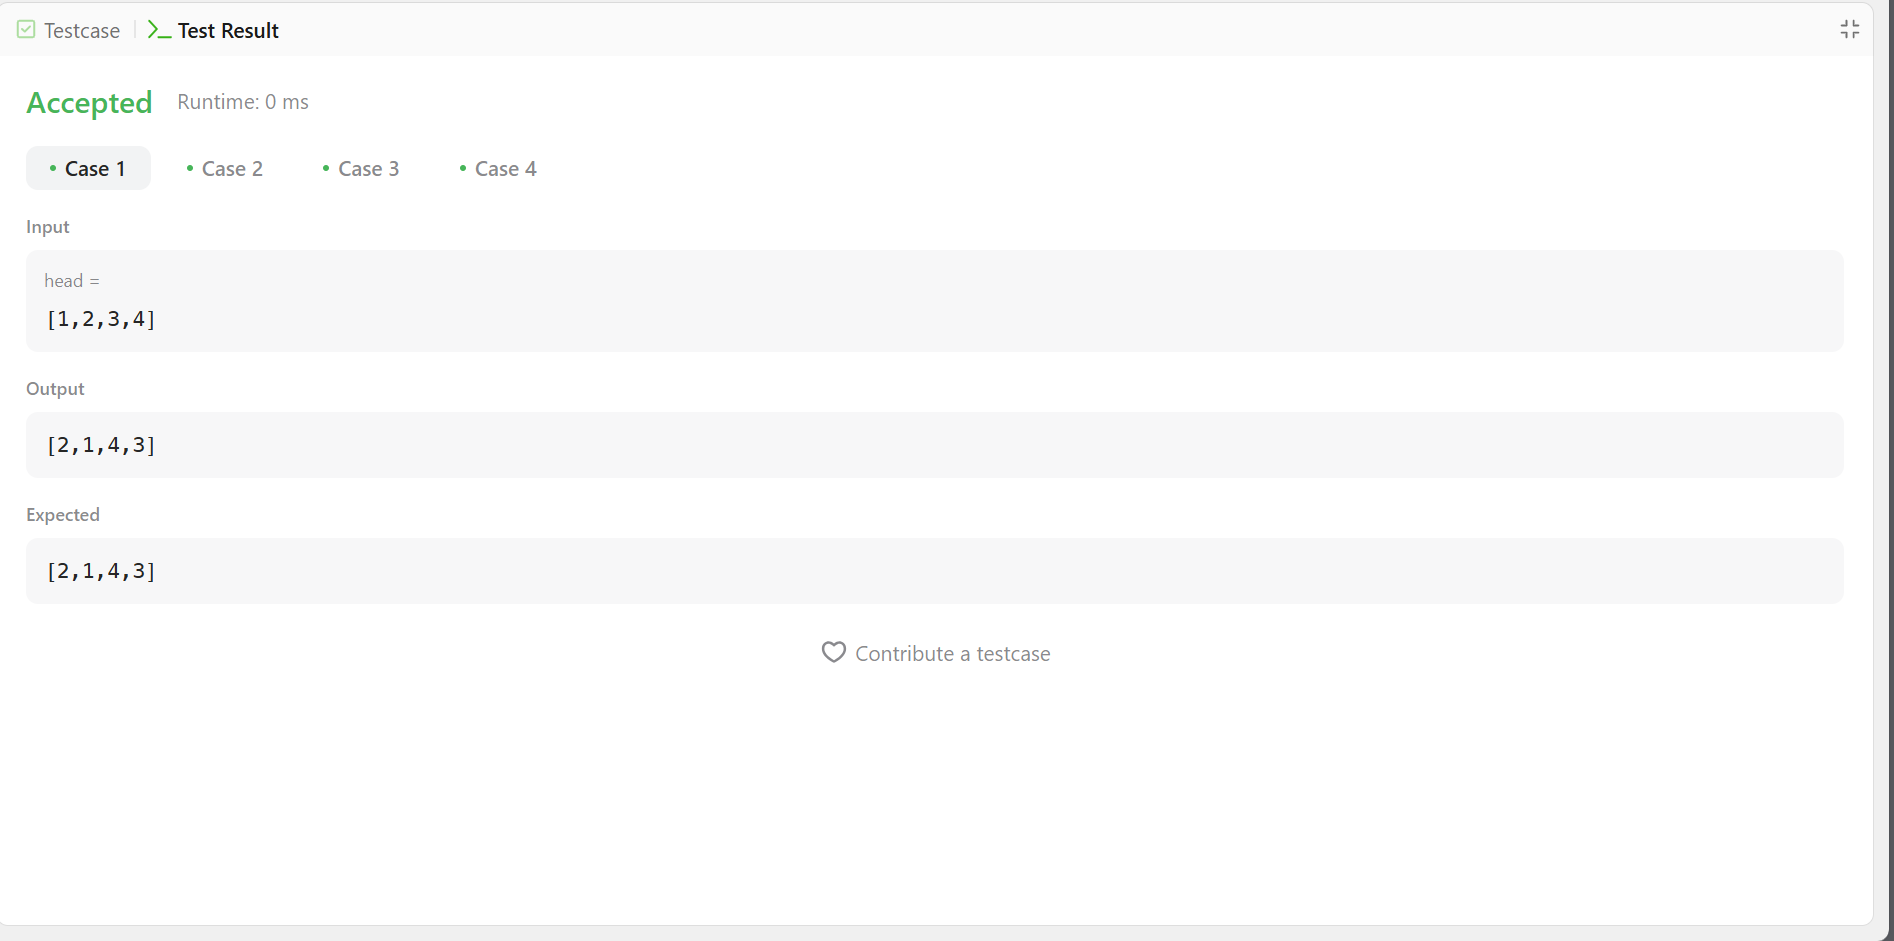 Testcase
Test Result
Accepted
Runtime: 0 ms
Case 1
Case 2
Case 3
Case 4
Input
head =
[1,2,3,4]
Output
[2,1,4,3]
Expected
[2,1,4,3]
Contribute a testcase